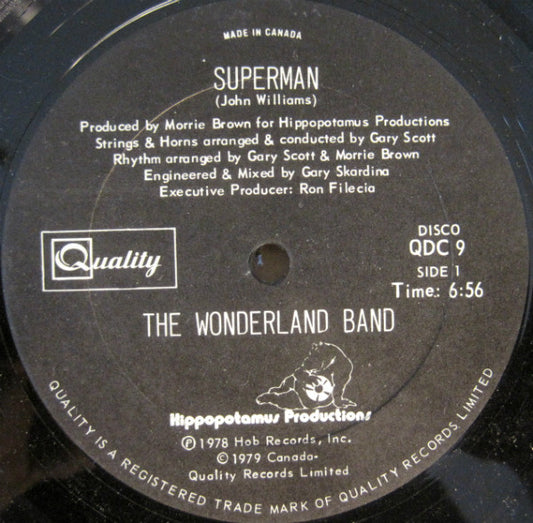 MADE IN CANADA
SUPERMAN
(John Williams)
Produced by Morrie Brown for Hippopotamus Productions
Strings & Horns arranged & conducted by Gary Scott
Rhythm arranged by Gary Scott & Morrie Brown
Engineered & Mixed by Gary Skardina
Executive Producer: Ron Filecia
Quality
DISCO
QDC 9
SIDE 1
Time: 6:56
THE WONDERLAND BAND
Hippopotamus Productions
Ⓟ1978 Hob Records, Inc.
©1979 Canada-
Quality Records Limited
QUALITY IS A REGISTERED TRADE MARK OF QUALITY RECORDS LIMITED